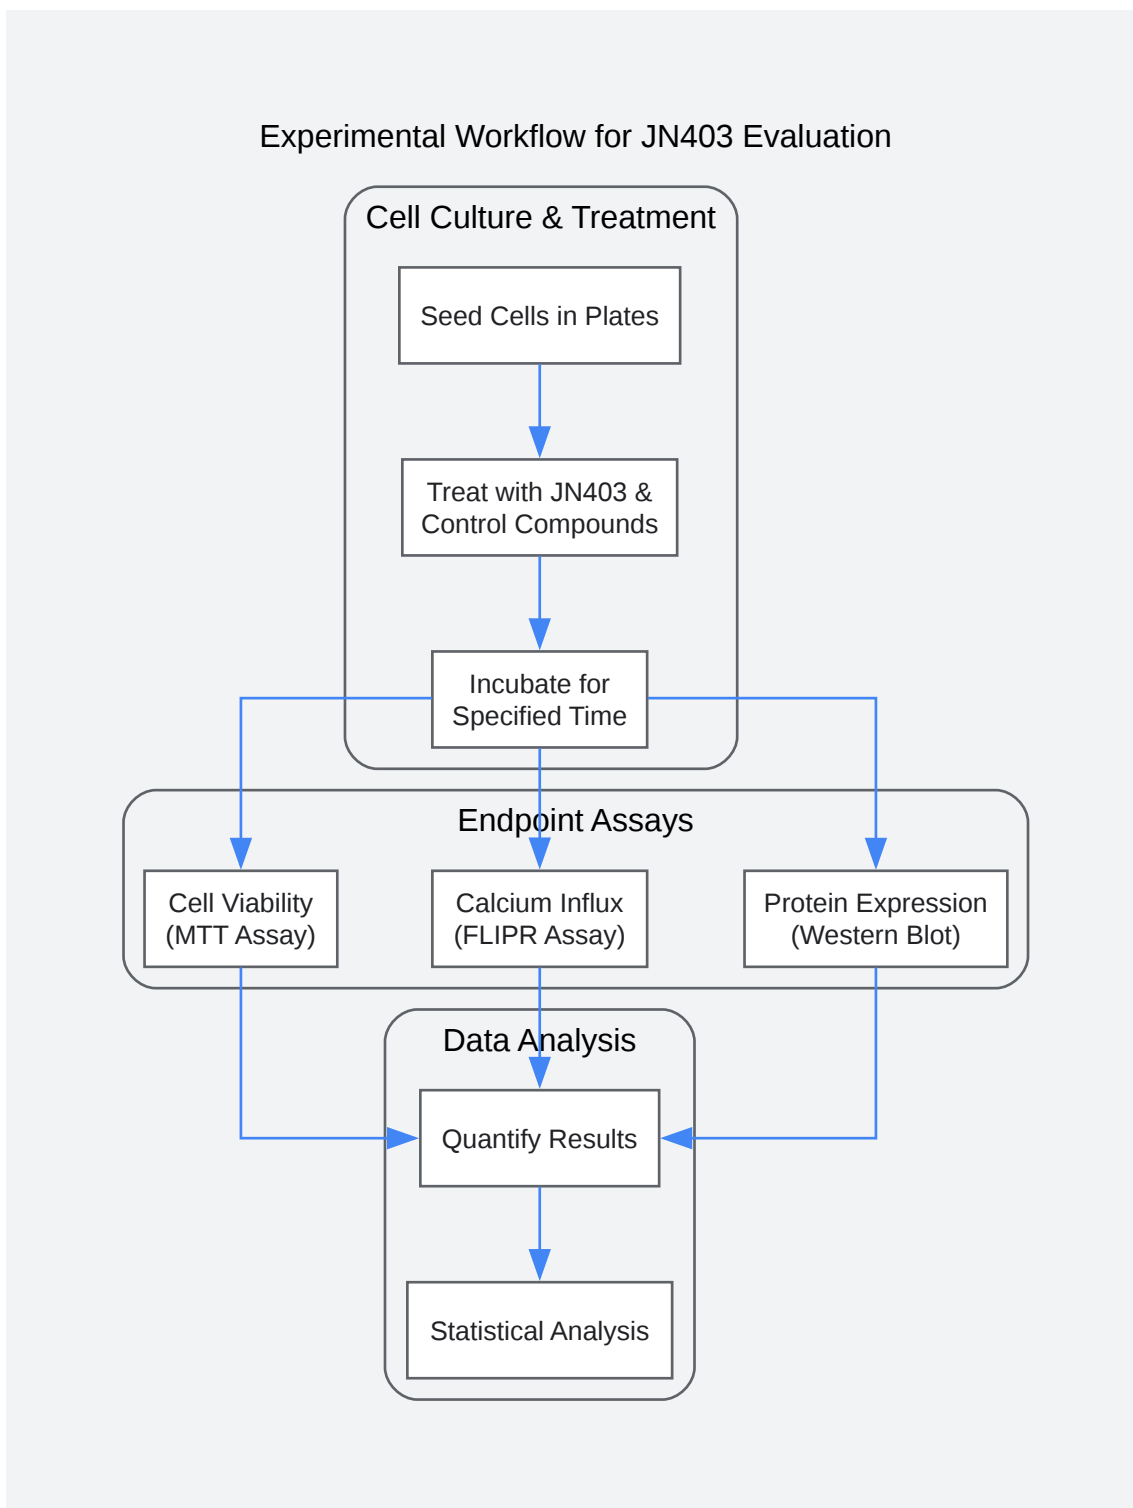 Experimental Workflow for JN403 Evaluation
Cell Culture & Treatment
Seed Cells in Plates
Treat with JN403 &
Control Compounds
Incubate for
Specified Time
Endpoint Assays
Cell Viability
(MTT Assay)
Calcium Influx
(FLIPR Assay)
Protein Expression
(Western Blot)
Data Analysis
Quantify Results
Statistical Analysis